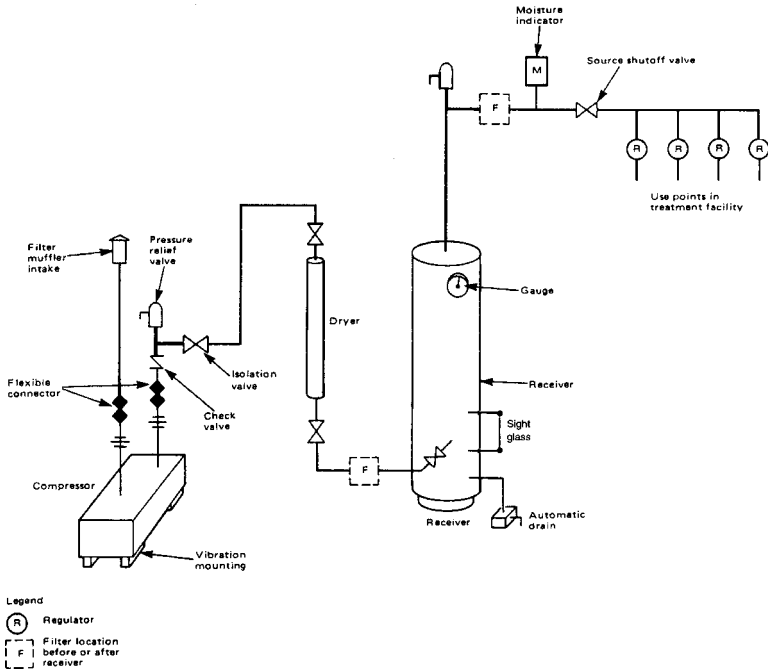 Moisture
indicator
M
Source shutoff valve
F
R
R
R
R
Use points in
treatment facility
Filter
muffler
intake
Pressure
relief
valve
Gauge
Dryer
Isolation
valve
Flexible
connector
Check
valve
Receiver
Sight
glass
F
Compressor
Receiver
Automatic
drain
Vibration
mounting
Legend
R Regulator
F Filter location
before or after
receiver